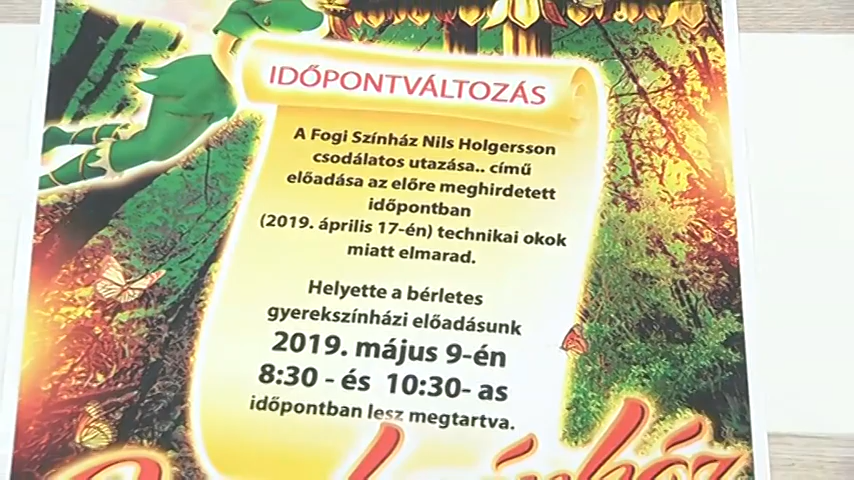 IDŐPONTVÁLTOZÁS
A Fogi Színház Nils Holgersson
csodálatos utazása.. című
előadása az előre meghirdetett
időpontban
(2019. április 17-én) technikai okok
miatt elmarad.
Helyette a bérletes
gyerekszínházi előadásunk
2019. május 9-én
8:30 - és 10:30- as
időpontban lesz megtartva.